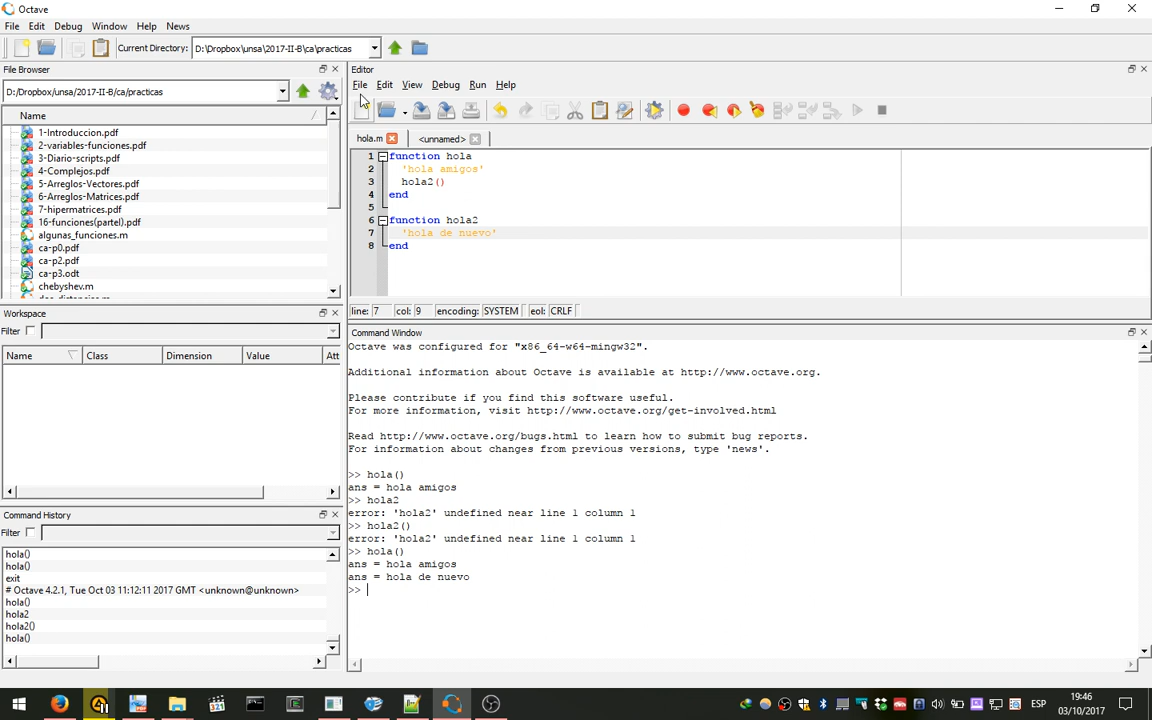 Octave
File Edit Debug Window Help News
Current Directory: D:\Dropbox\unsa\2017-II-B\ca\practicas
File Browser
D:/Dropbox/unsa/2017-II-B/ca/practicas
Name
1-Introduccion.pdf
2-variables-funciones.pdf
3-Diario-scripts.pdf
4-Complejos.pdf
5-Arreglos-Vectores.pdf
6-Arreglos-Matrices.pdf
7-hipermatrices.pdf
16-funciones(parteI).pdf
algunas_funciones.m
ca-p0.pdf
ca-p2.pdf
ca-p3.odt
chebyshev.m
Workspace
Filter
Name Class Dimension Value Att
Command History
Filter
hola()
hola()
exit
# Octave 4.2.1, Tue Oct 03 11:12:11 2017 GMT <unknown@unknown>
hola()
hola2
hola2()
hola()
Editor
File Edit View Debug Run Help
hola.m <unnamed>
1 function hola
2 'hola amigos'
3 hola2()
4 end
5
6 function hola2
7 'hola de nuevo'
8 end
line: 7 col: 9 encoding: SYSTEM eol: CRLF
Command Window
Octave was configured for "x86_64-w64-mingw32".
Additional information about Octave is available at http://www.octave.org.
Please contribute if you find this software useful.
For more information, visit http://www.octave.org/get-involved.html
Read http://www.octave.org/bugs.html to learn how to submit bug reports.
For information about changes from previous versions, type 'news'.
>> hola()
ans = hola amigos
>> hola2
error: 'hola2' undefined near line 1 column 1
>> hola2()
error: 'hola2' undefined near line 1 column 1
>> hola()
ans = hola amigos
ans = hola de nuevo
>>
ESP
19:46
03/10/2017